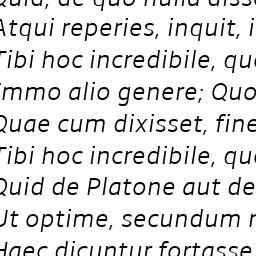 Quid, de quo nulla diss
Atqui reperies, inquit, i
Tibi hoc incredibile, qu
Immo alio genere; Quo
Quae cum dixisset, fine
Tibi hoc incredibile, qu
Quid de Platone aut de
Ut optime, secundum
Haec dicuntur fortasse